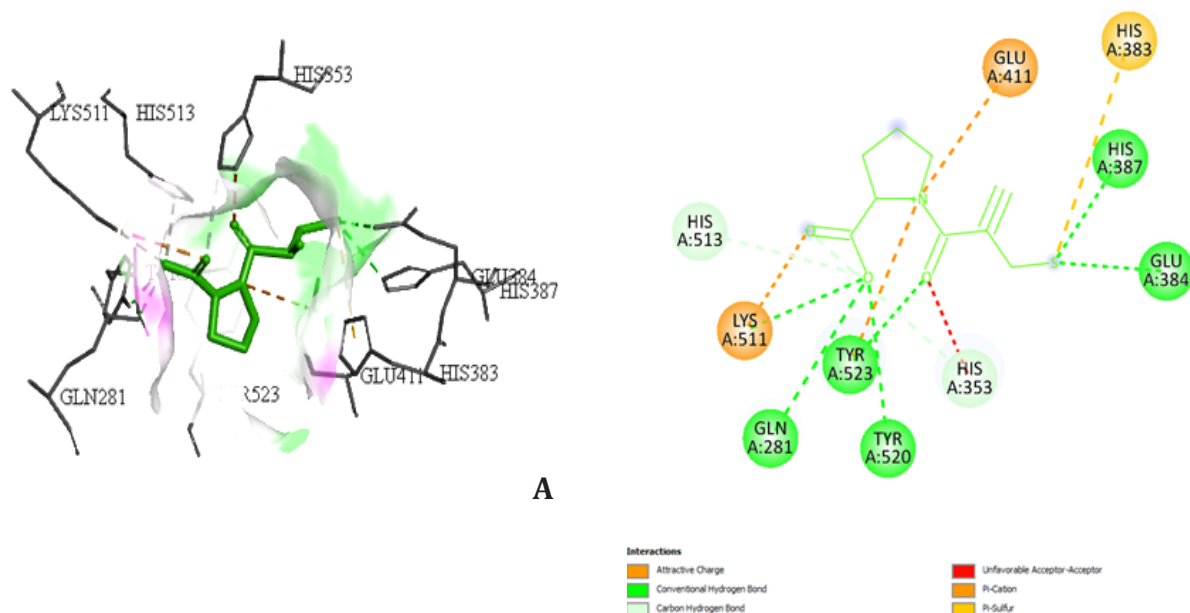 HIS353
LYS511
HIS513
GLU384
HIS387
GLU411
HIS383
GLN281
R523
A
GLU
A:411
HIS
A:383
HIS
A:387
HIS
A:513
GLU
A:384
N
O
O
O
S
LYS
A:511
TYR
A:523
HIS
A:353
GLN
A:281
TYR
A:520
Interactions
Attractive Charge
Conventional Hydrogen Bond
Carbon Hydrogen Bond
Unfavorable Acceptor-Acceptor
Pi-Cation
Pi-Sulfur